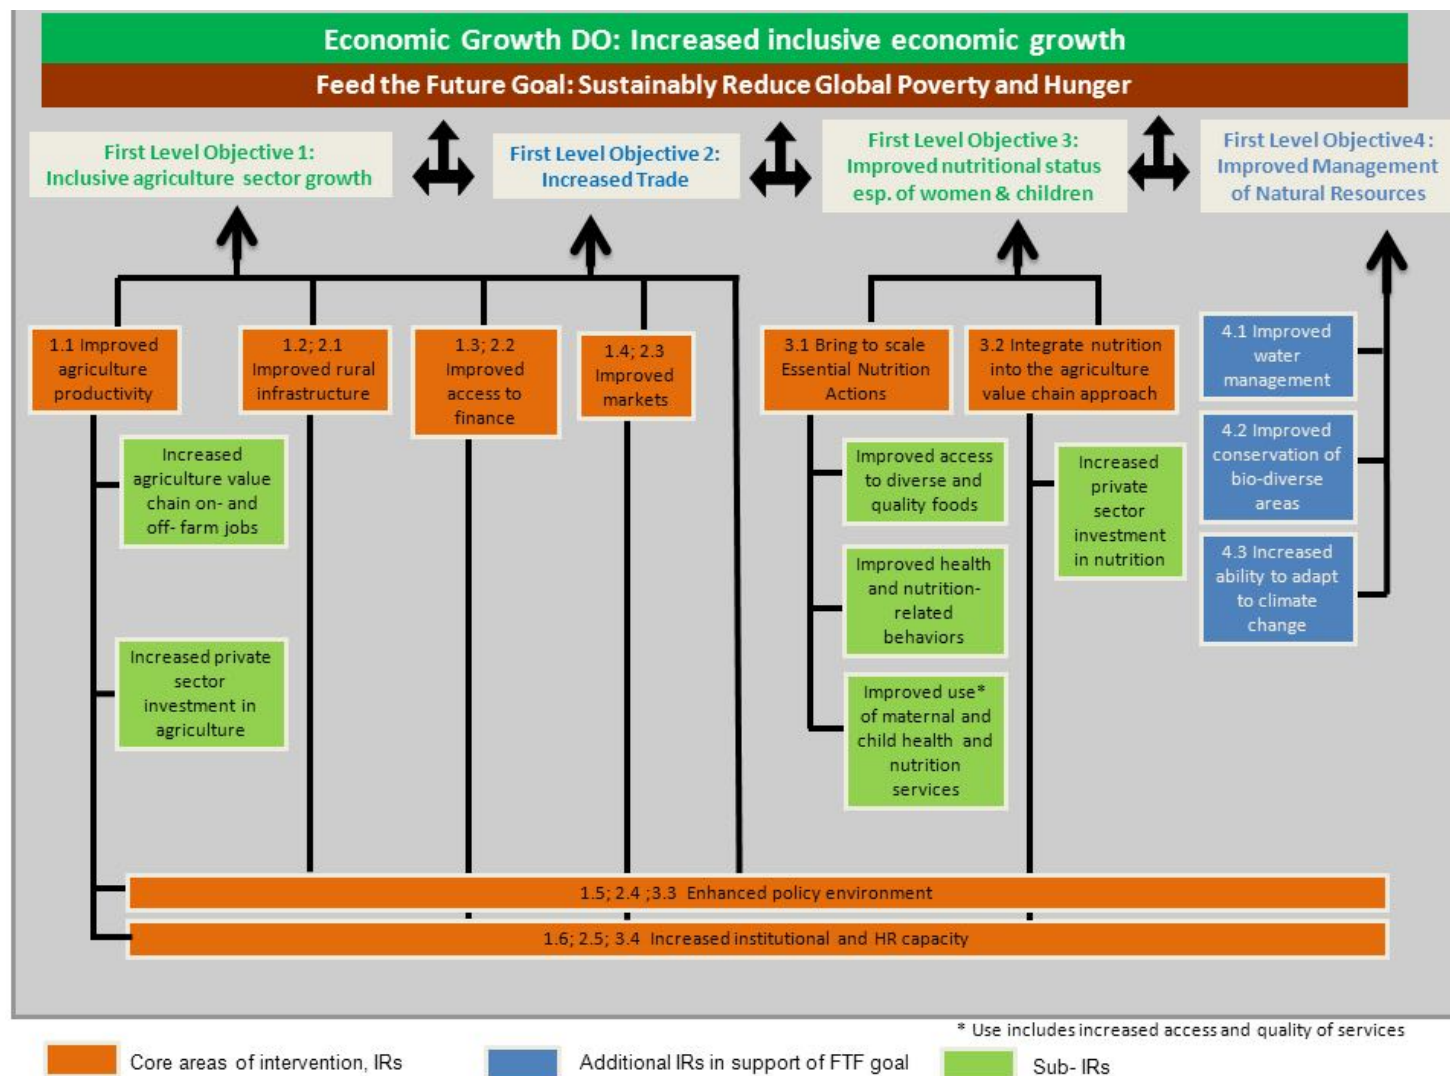 Economic Growth DO: Increased inclusive economic growth
Feed the Future Goal: Sustainably Reduce Global Poverty and Hunger
First Level Objective 1:
Inclusive agriculture sector growth
First Level Objective 2:
Increased Trade
First Level Objective 3:
Improved nutritional status
esp. of women & children
First Level Objective4 :
Improved Management
of Natural Resources
1.1 Improved
agriculture
productivity
1.2; 2.1
Improved rural
infrastructure
1.3; 2.2
Improved
access to
finance
1.4; 2.3
Improved
markets
3.1 Bring to scale
Essential Nutrition
Actions
3.2 Integrate nutrition
into the agriculture
value chain approach
4.1 Improved
water
management
Increased
agriculture value
chain on- and
off- farm jobs
Improved access
to diverse and
quality foods
Increased
private
sector
investment
in nutrition
4.2 Improved
conservation of
bio-diverse
areas
Improved health
and nutrition-
related
behaviors
4.3 Increased
ability to adapt
to climate
change
Increased private
sector
investment in
agriculture
Improved use*
of maternal and
child health and
nutrition
services
1.5; 2.4 ;3.3 Enhanced policy environment
1.6; 2.5; 3.4 Increased institutional and HR capacity
* Use includes increased access and quality of services
Core areas of intervention, IRs
Additional IRs in support of FTF goal
Sub- IRs